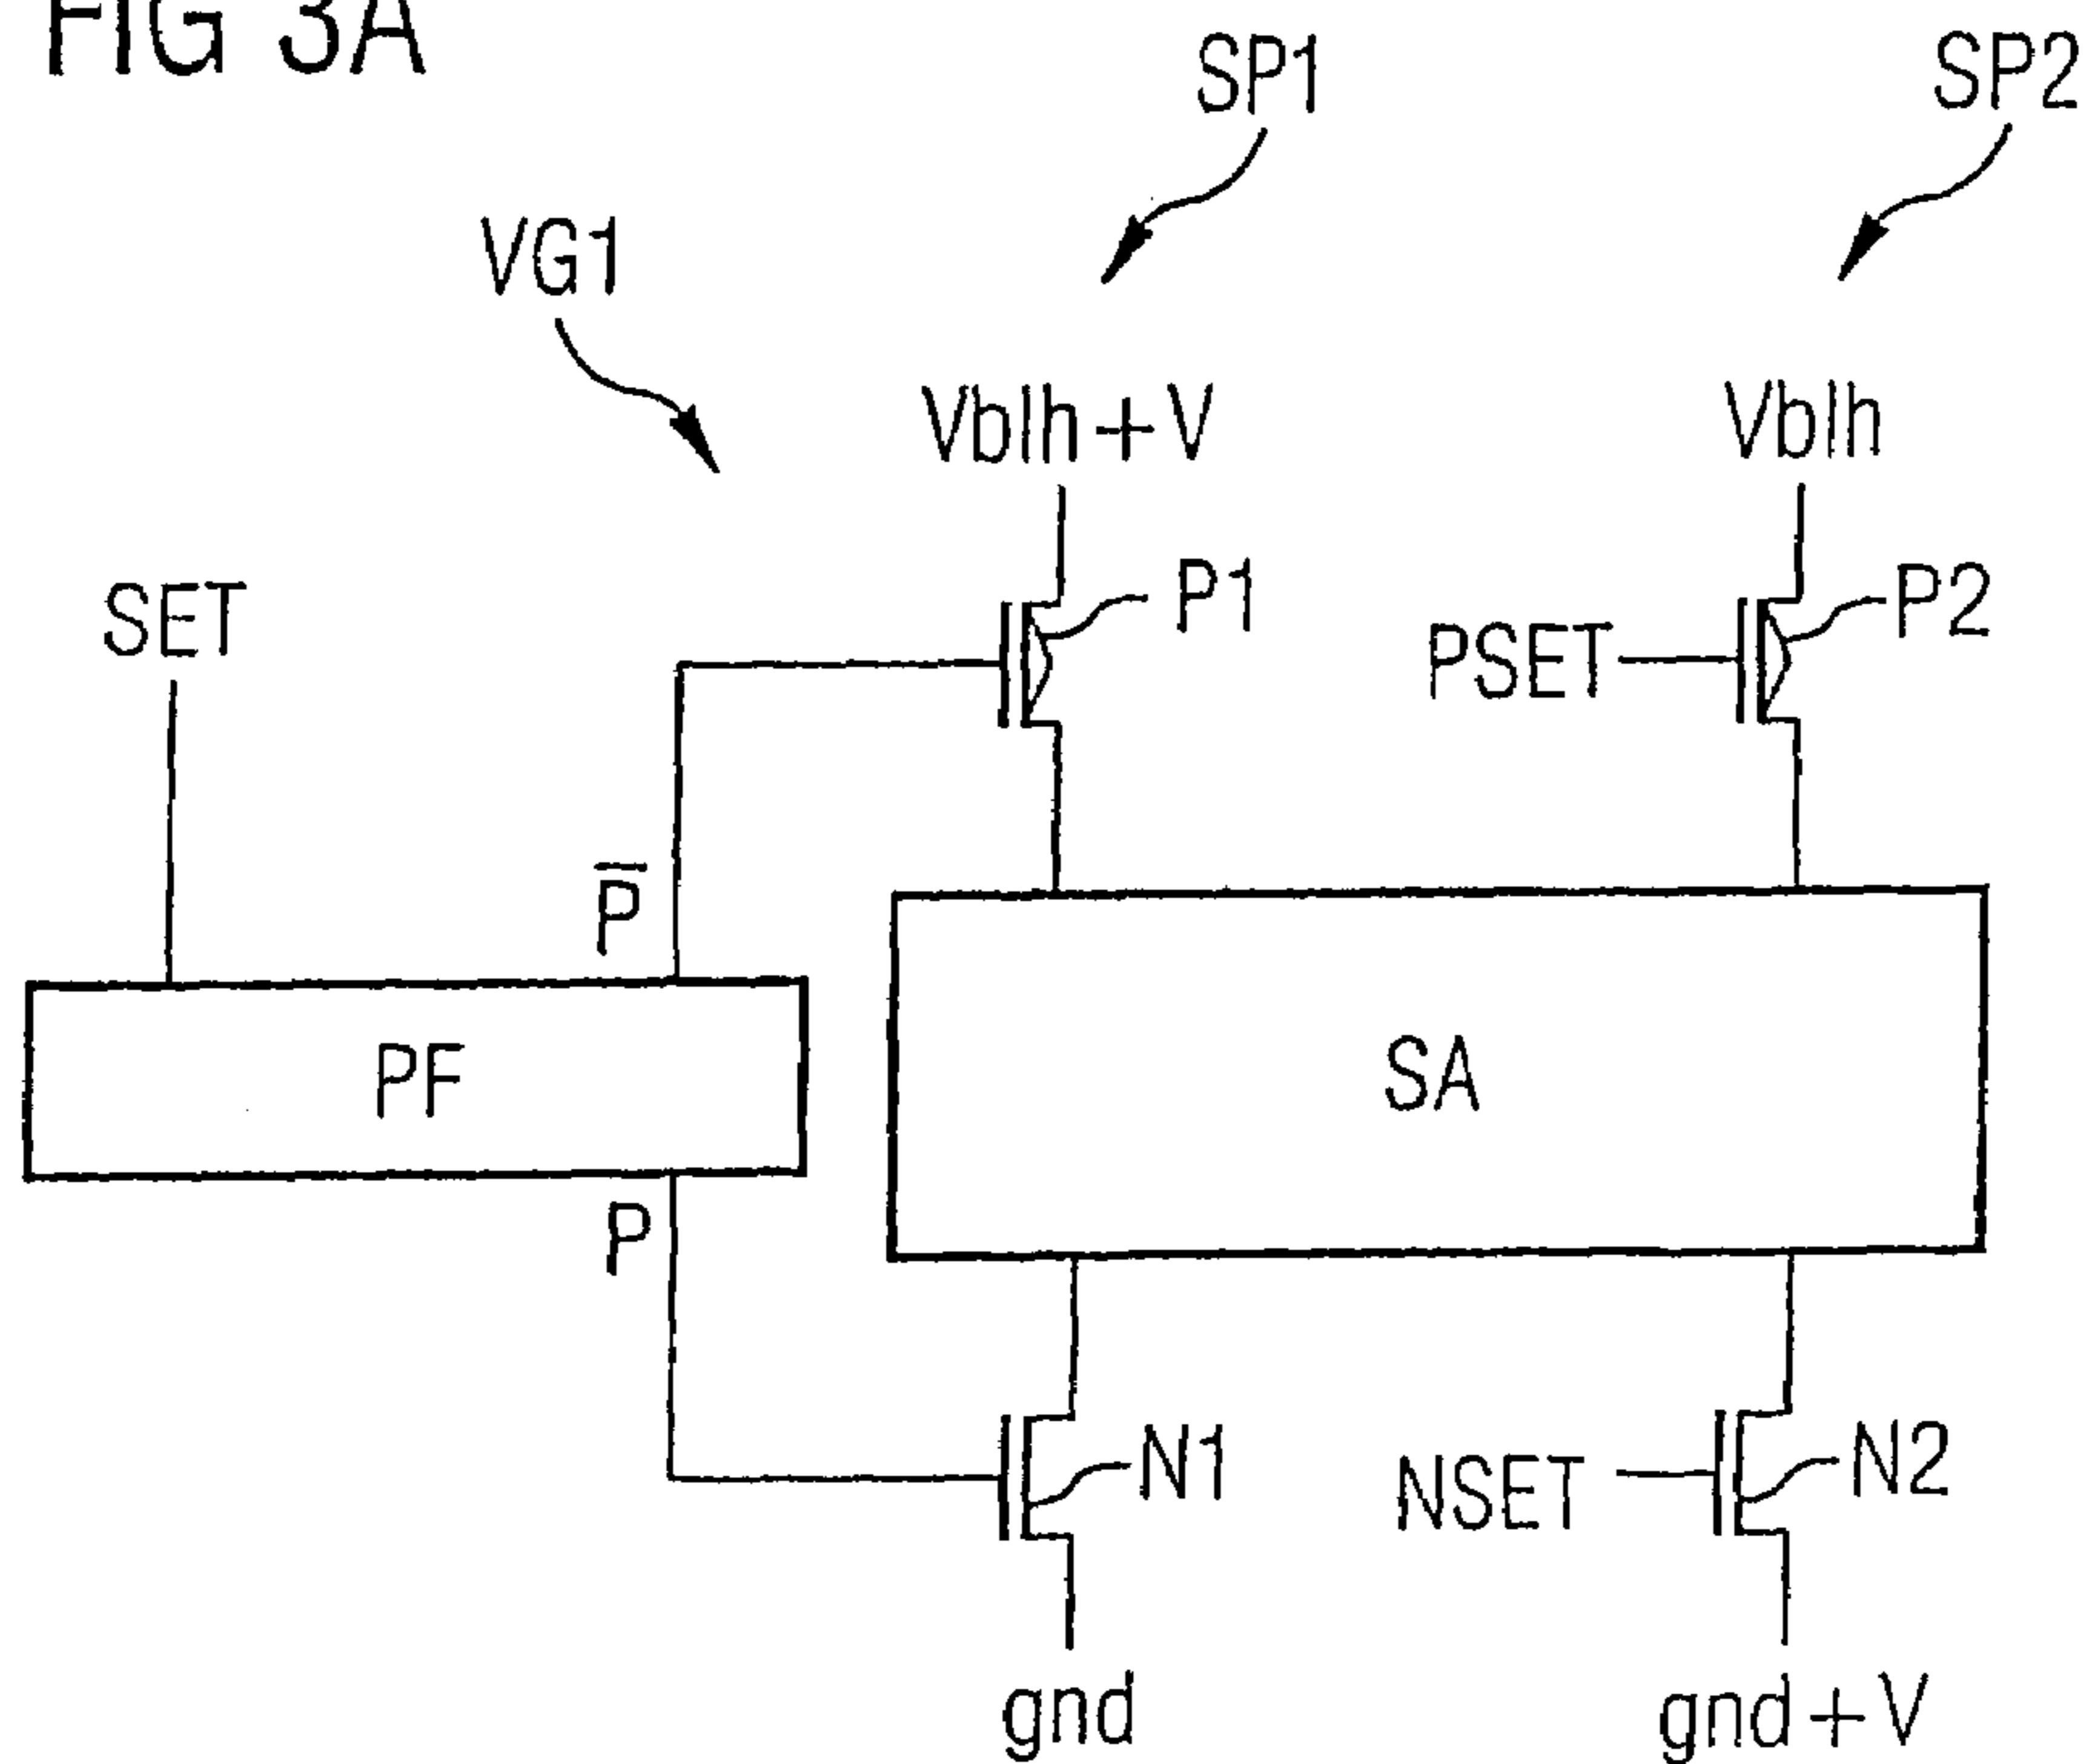 FIG 3A
SP1
SP2
VG1
Vblh+V
Vblh
SET
P1
PSET
P2
P̅
PF
SA
P
N1
NSET
N2
gnd
gnd+V